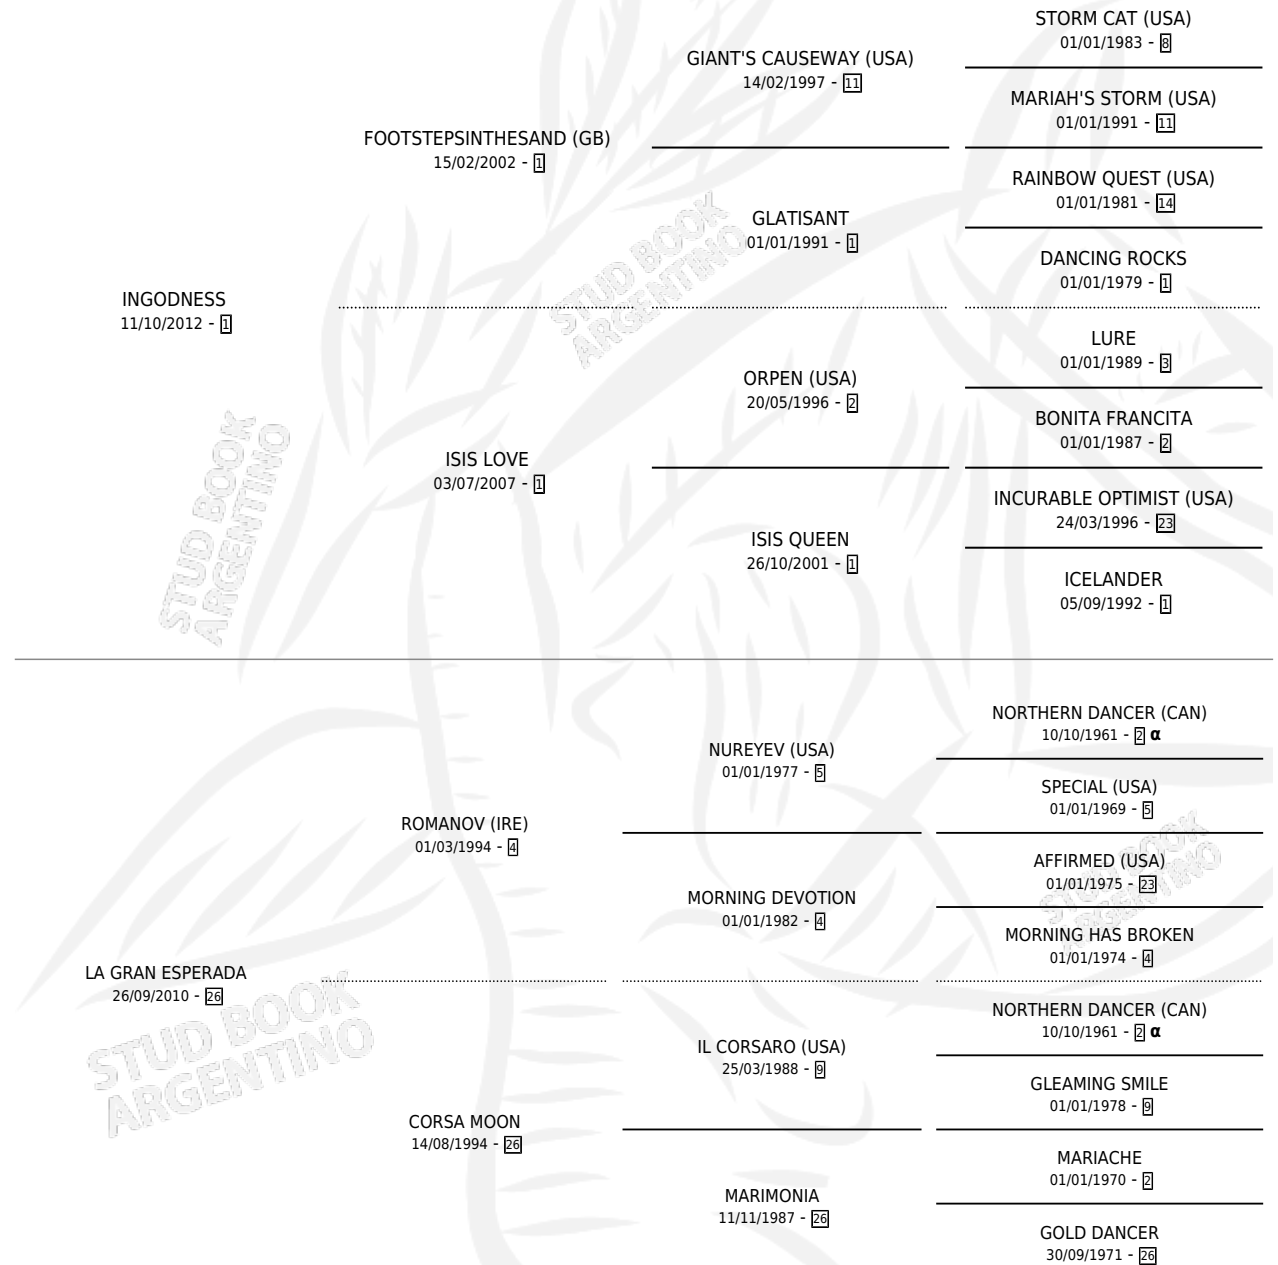 STORM CAT (USA)
01/01/1983 - 8
GIANT'S CAUSEWAY (USA)
14/02/1997 - 11
MARIAH'S STORM (USA)
01/01/1991 - 11
FOOTSTEPSINTHESAND (GB)
15/02/2002 - 1
RAINBOW QUEST (USA)
01/01/1981 - 14
GLATISANT
01/01/1991 - 1
DANCING ROCKS
01/01/1979 - 1
INGODNESS
11/10/2012 - 1
LURE
01/01/1989 - 3
ORPEN (USA)
20/05/1996 - 2
BONITA FRANCITA
01/01/1987 - 2
ISIS LOVE
03/07/2007 - 1
INCURABLE OPTIMIST (USA)
24/03/1996 - 23
ISIS QUEEN
26/10/2001 - 1
ICELANDER
05/09/1992 - 1
STUD BOOK
ARGENTINO
STUD BOOK
ARGENTINO
NORTHERN DANCER (CAN)
10/10/1961 - 2 α
NUREYEV (USA)
01/01/1977 - 5
SPECIAL (USA)
01/01/1969 - 5
ROMANOV (IRE)
01/03/1994 - 4
AFFIRMED (USA)
01/01/1975 - 23
MORNING DEVOTION
01/01/1982 - 4
MORNING HAS BROKEN
01/01/1974 - 4
LA GRAN ESPERADA
26/09/2010 - 26
NORTHERN DANCER (CAN)
10/10/1961 - 2 α
IL CORSARO (USA)
25/03/1988 - 9
GLEAMING SMILE
01/01/1978 - 9
CORSA MOON
14/08/1994 - 26
MARIACHE
01/01/1970 - 2
MARIMONIA
11/11/1987 - 26
GOLD DANCER
30/09/1971 - 26
STUD BOOK
ARGENTINO
STUD BOOK
ARGENTINO